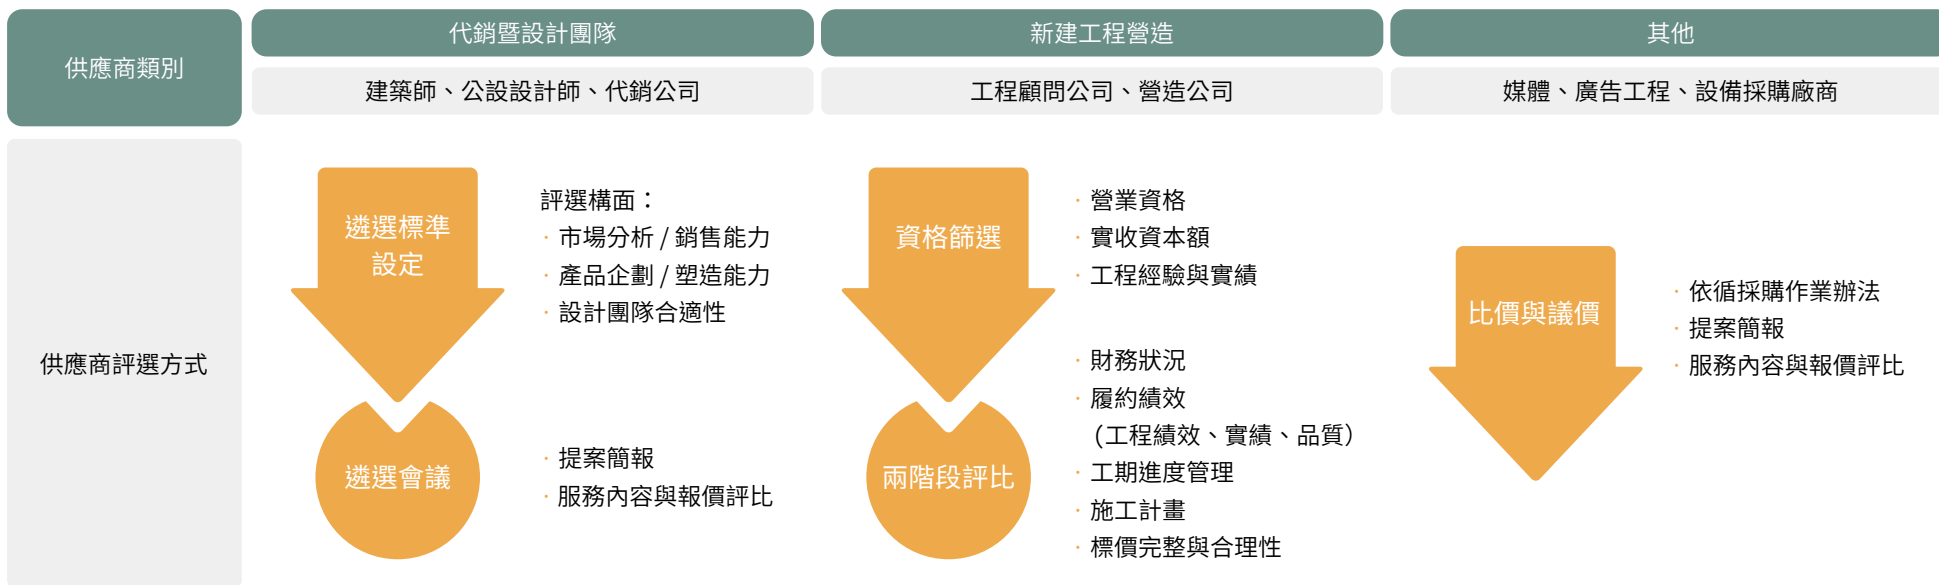 供應商類別
代銷暨設計團隊
建築師、公設設計師、代銷公司
新建工程營造
工程顧問公司、營造公司
其他
媒體、廣告工程、設備採購廠商
供應商評選方式
遴選標準
設定
評選構面：
· 市場分析 / 銷售能力
· 產品企劃 / 塑造能力
· 設計團隊合適性
遴選會議
· 提案簡報
· 服務內容與報價評比
資格篩選
· 營業資格
· 實收資本額
· 工程經驗與實績
兩階段評比
· 財務狀況
· 履約績效
(工程績效、實績、品質）
· 工期進度管理
· 施工計畫
· 標價完整與合理性
比價與議價
· 依循採購作業辦法
· 提案簡報
· 服務內容與報價評比